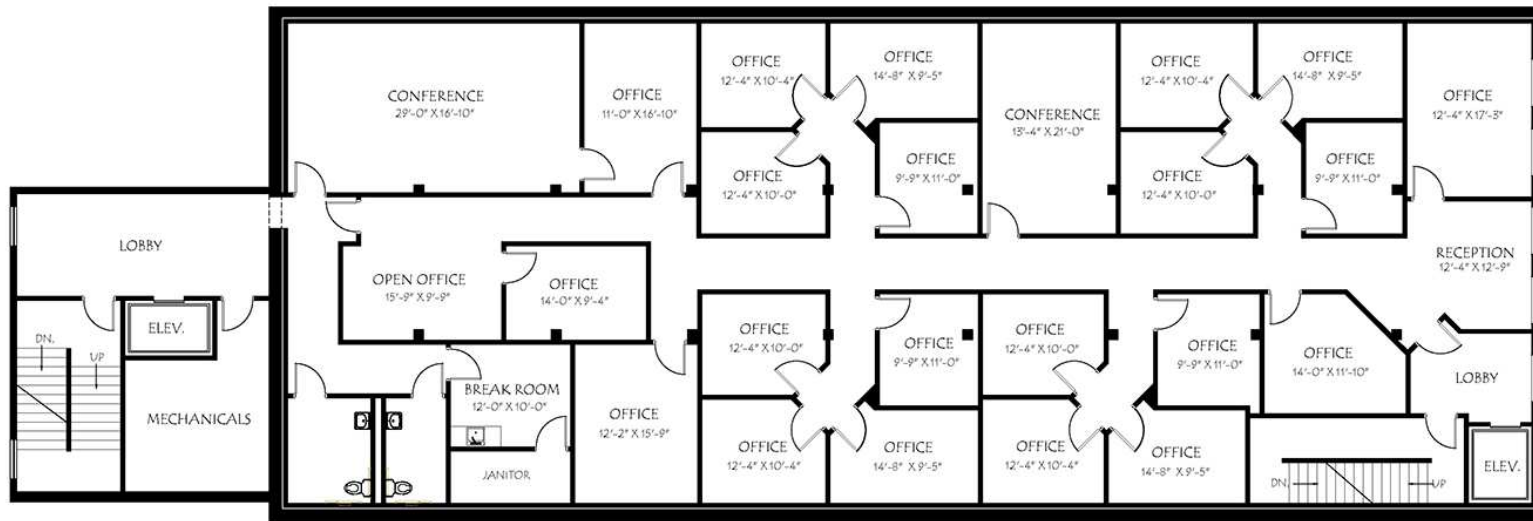 CONFERENCE
29'-0" X 16'-10"
OFFICE
11'-0" X 16'-10"
OFFICE
12'-4" X 10'-4"
OFFICE
14'-8" X 9'-5"
CONFERENCE
13'-4" X 21'-0"
OFFICE
12'-4" X 10'-4"
OFFICE
14'-8" X 9'-5"
OFFICE
12'-4" X 17'-3"
OFFICE
12'-4" X 10'-0"
OFFICE
9'-9" X 11'-0"
OFFICE
12'-4" X 10'-0"
OFFICE
9'-9" X 11'-0"
LOBBY
OPEN OFFICE
15'-9" X 9'-9"
OFFICE
14'-0" X 9'-4"
RECEPTION
12'-4" X 12'-9"
ELEV.
DN.
UP
MECHANICALS
OFFICE
12'-4" X 10'-0"
OFFICE
9'-9" X 11'-0"
OFFICE
12'-4" X 10'-0"
OFFICE
9'-9" X 11'-0"
OFFICE
14'-0" X 11'-10"
LOBBY
BREAK ROOM
12'-0" X 10'-0"
OFFICE
12'-2" X 15'-9"
JANITOR
OFFICE
12'-4" X 10'-4"
OFFICE
14'-8" X 9'-5"
OFFICE
12'-4" X 10'-4"
OFFICE
14'-8" X 9'-5"
DN.
UP
ELEV.